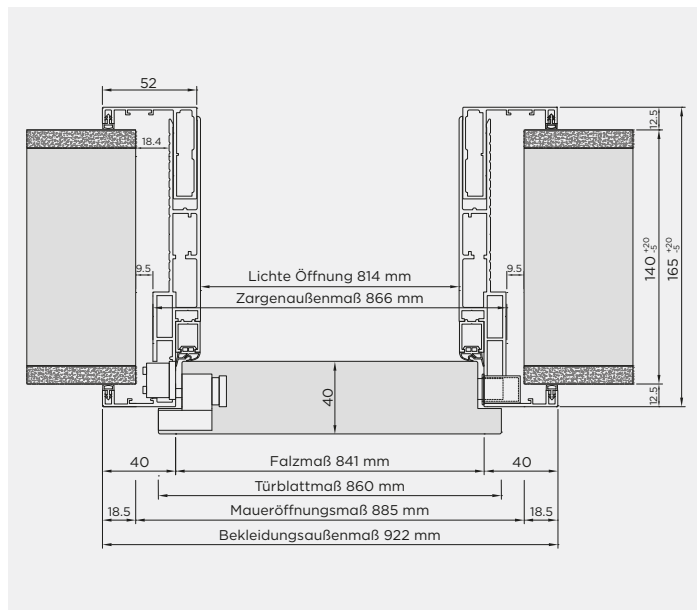 52
12.5
18.4
140 +20 -5
165 +20 -5
9.5
9.5
Lichte Öffnung 814 mm
Zargenaußenmaß 866 mm
40
12.5
40
Falzmaß 841 mm
40
Türblattmaß 860 mm
18.5
Maueröffnungsmaß 885 mm
18.5
Bekleidungsaußenmaß 922 mm